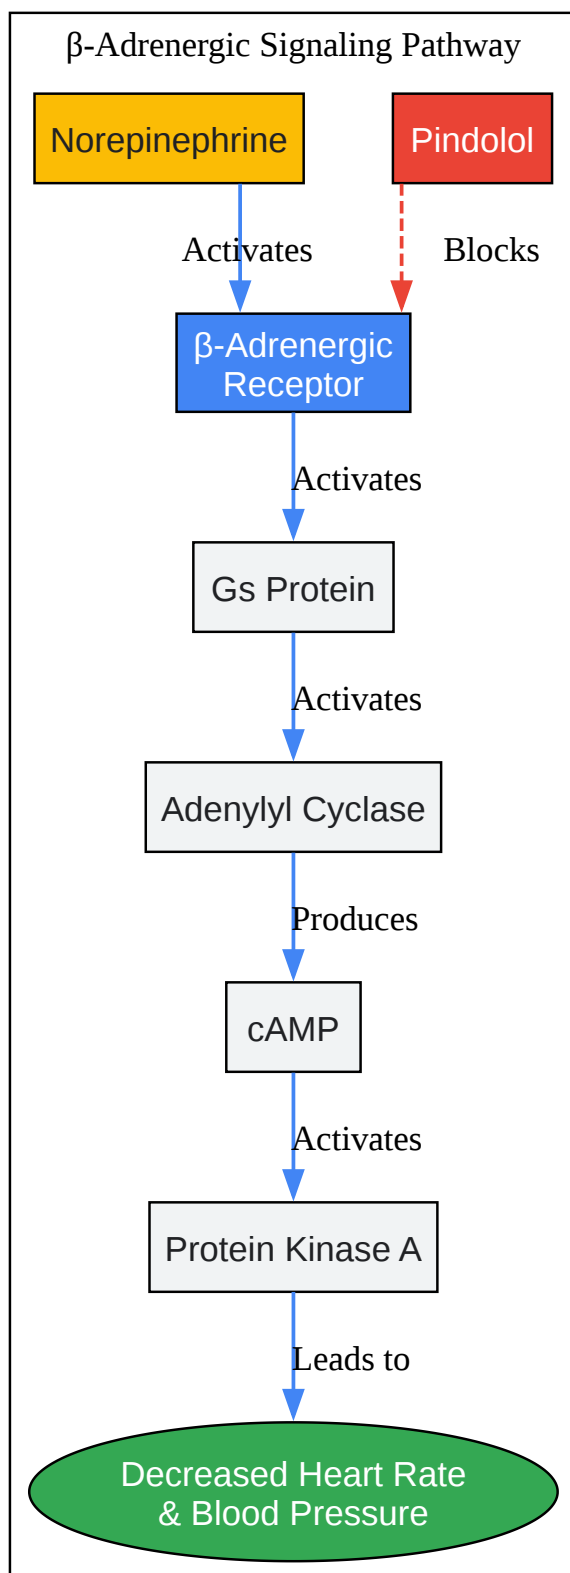 β-Adrenergic Signaling Pathway
Norepinephrine
Pindolol
Activates
Blocks
β-Adrenergic
Receptor
Activates
Gs Protein
Activates
Adenylyl Cyclase
Produces
cAMP
Activates
Protein Kinase A
Leads to
Decreased Heart Rate
& Blood Pressure